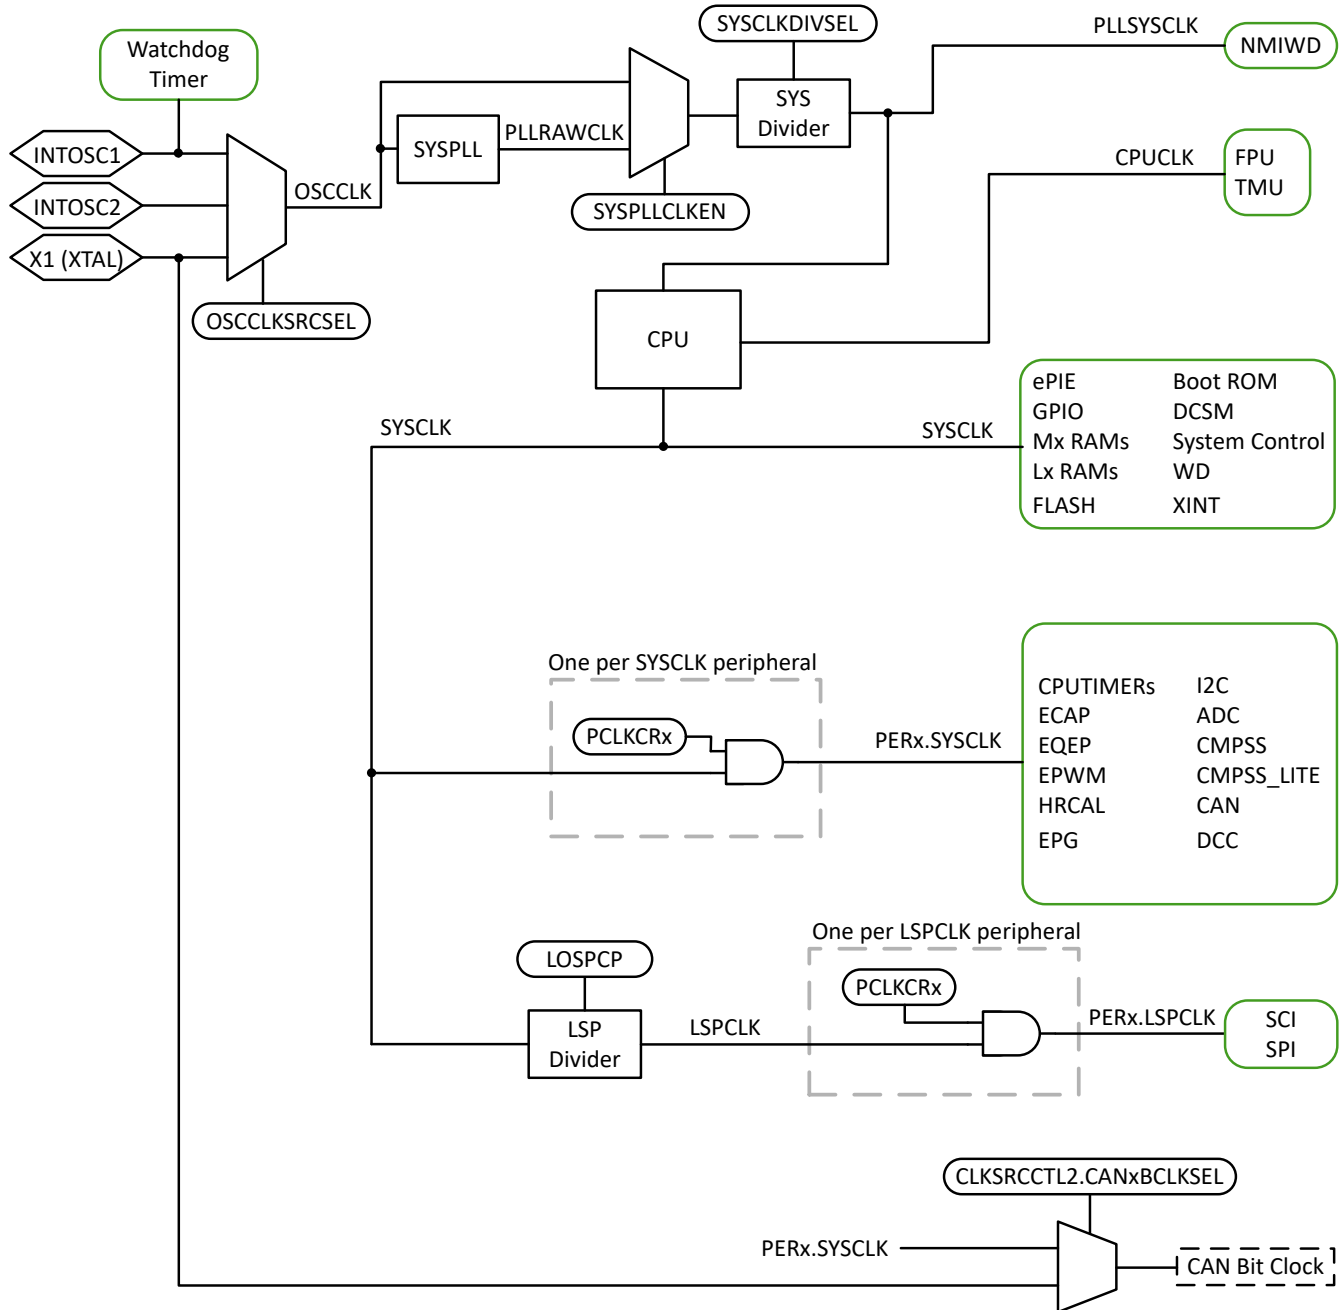 SYSCLKDIVSEL
PLLSYSCLK
NMIWD
Watchdog
Timer
SYS
Divider
INTOSC1
SYSPLL
PLLRAWCLK
CPUCLK
FPU
TMU
INTOSC2
OSCCLK
SYSPLLCLKEN
X1 (XTAL)
OSCCLKSRCSEL
CPU
ePIE
Boot ROM
GPIO
DCSM
SYSCLK
SYSCLK
Mx RAMs
System Control
Lx RAMs
WD
FLASH
XINT
One per SYSCLK peripheral
PCLKCRx
PERx.SYSCLK
CPUTIMERs
I2C
ECAP
ADC
EQEP
CMPSS
EPWM
CMPSS_LITE
HRCAL
CAN
EPG
DCC
One per LSPCLK peripheral
LOSPCP
PCLKCRx
LSP
Divider
LSPCLK
PERx.LSPCLK
SCI
SPI
CLKSRCCTL2.CANxBCLKSEL
PERx.SYSCLK
CAN Bit Clock